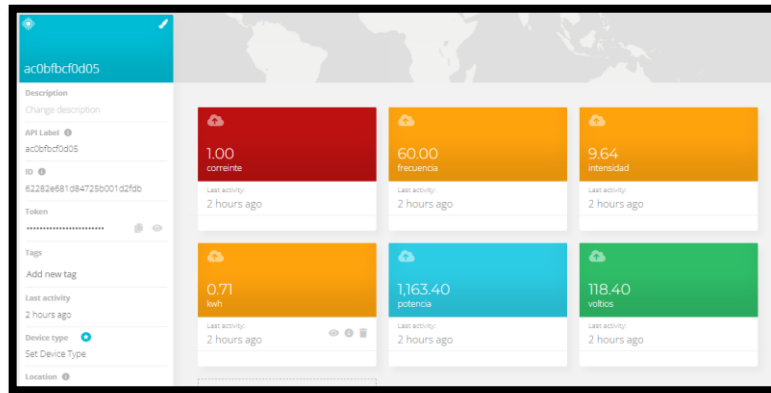 ac0bfbcf0d05
Description
Change description
API Label
ac0bfbcf0d05
ID
62282e681d84725b001d2fdb
Token
························
Tags
Add new tag
Last activity
2 hours ago
Device type
Set Device Type
Location
1.00
correinte
Last activity:
2 hours ago
60.00
frecuencia
Last activity:
2 hours ago
9.64
intensidad
Last activity:
2 hours ago
0.71
kwh
Last activity:
2 hours ago
1,163.40
potencia
Last activity:
2 hours ago
118.40
voltios
Last activity:
2 hours ago